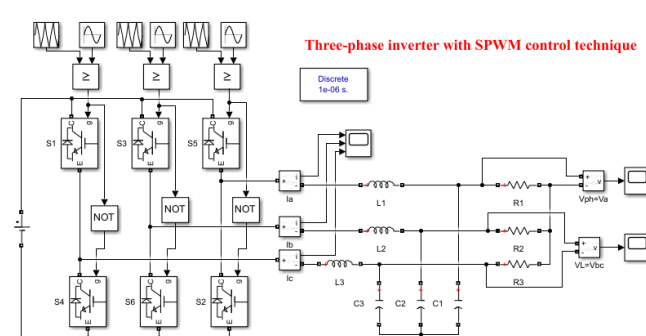 Three-phase inverter with SPWM control technique
Discrete
1e-06 s.
≥ ≥ ≥
C g C g C g
S1 S3 S5
E E E
NOT NOT NOT
Ia
Ib
Ic
L1
L2
L3
R1
R2
R3
Vph=Va
VL=Vbc
C g C g C g
S4 S6 S2
E E E
C3 C2 C1
+ i -
+ i -
+ i -
+ v -
+ v -